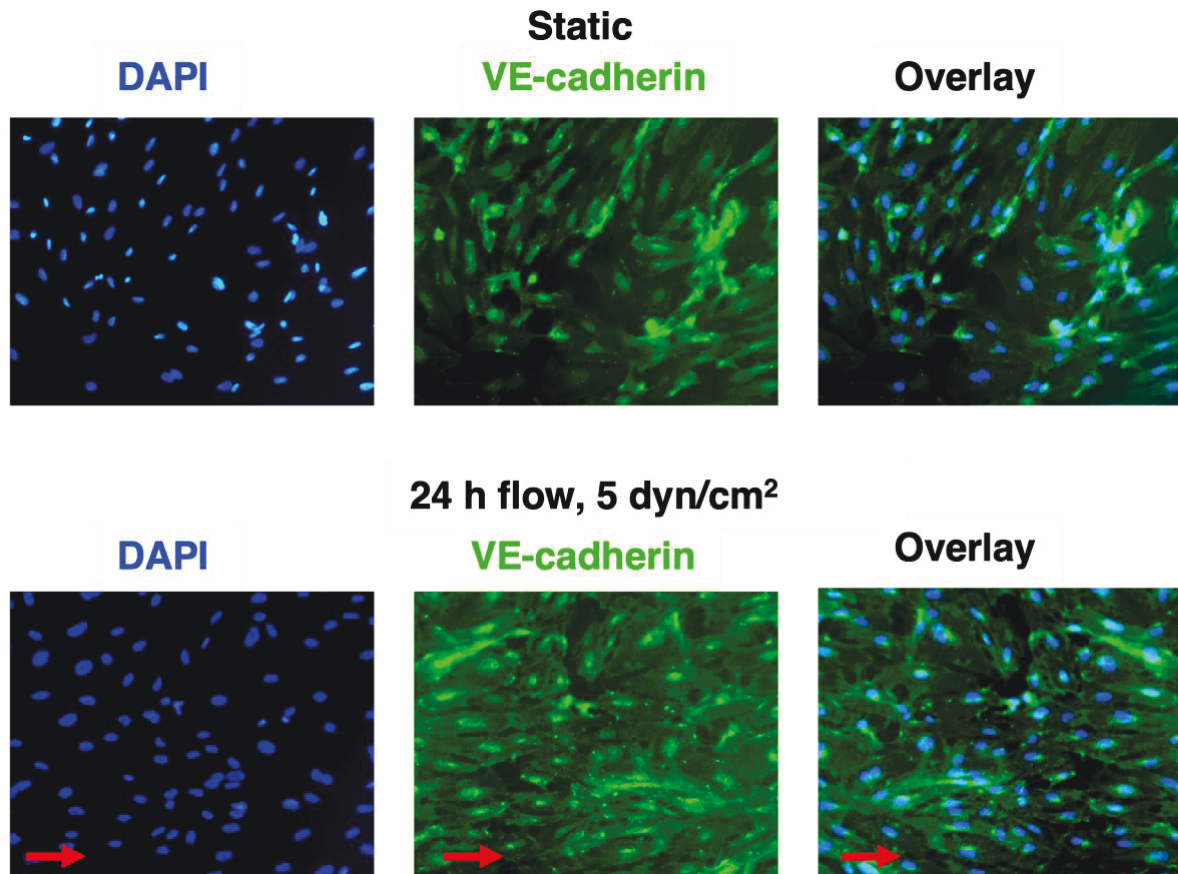 Static
DAPI VE-cadherin Overlay
24 h flow, 5 dyn/cm²
DAPI VE-cadherin Overlay